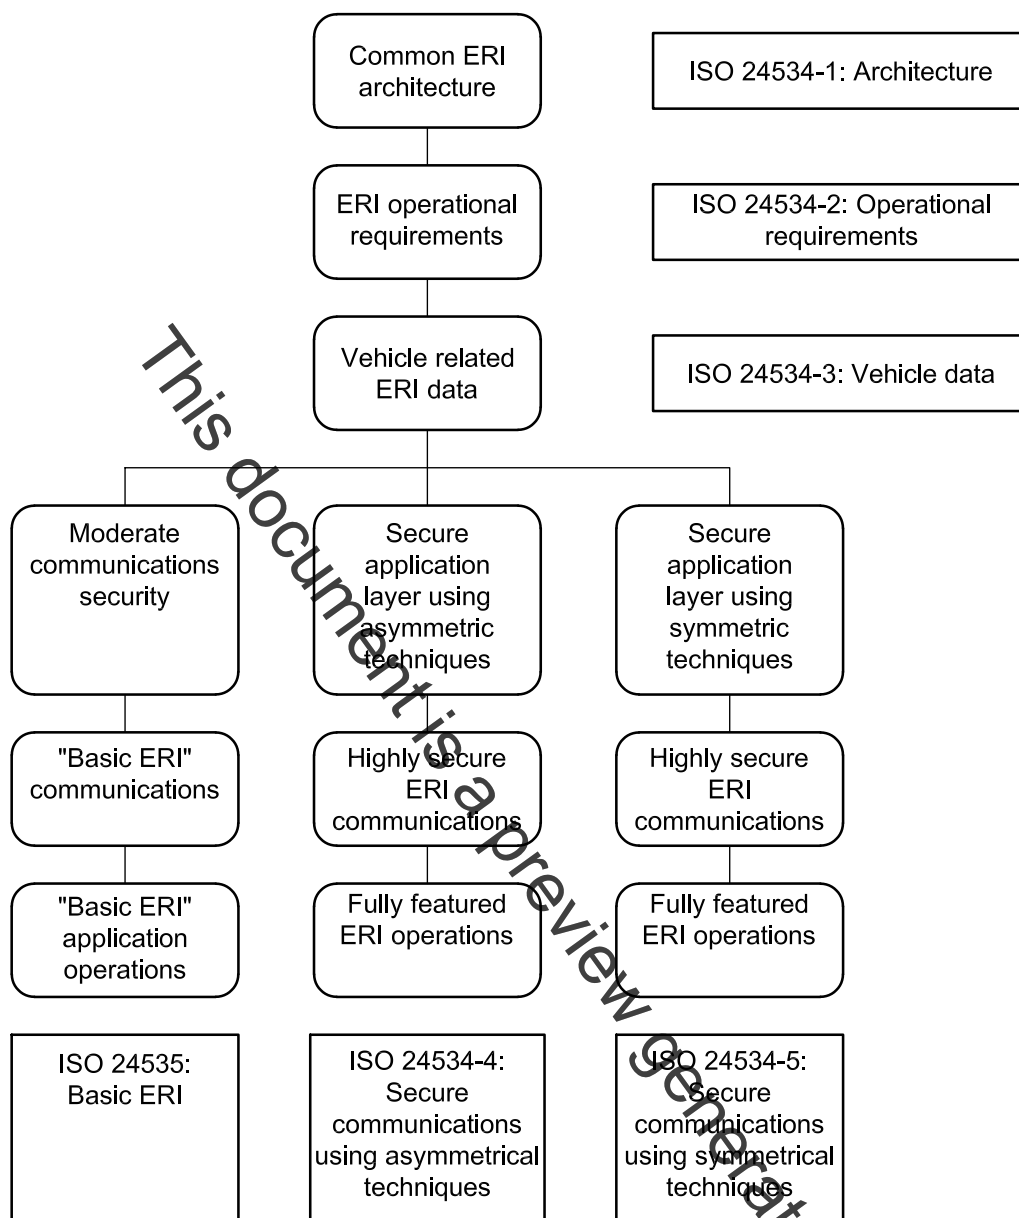 Common ERI
architecture
ISO 24534-1: Architecture
ERI operational
requirements
ISO 24534-2: Operational
requirements
Vehicle related
ERI data
ISO 24534-3: Vehicle data
Moderate
communications
security
Secure
application
layer using
asymmetric
techniques
Secure
application
layer using
symmetric
techniques
"Basic ERI"
communications
Highly secure
ERI
communications
Highly secure
ERI
communications
"Basic ERI"
application
operations
Fully featured
ERI operations
Fully featured
ERI operations
ISO 24535:
Basic ERI
ISO 24534-4:
Secure
communications
using asymmetrical
techniques
ISO 24534-5:
Secure
communications
using symmetrical
techniques
This document is a preview